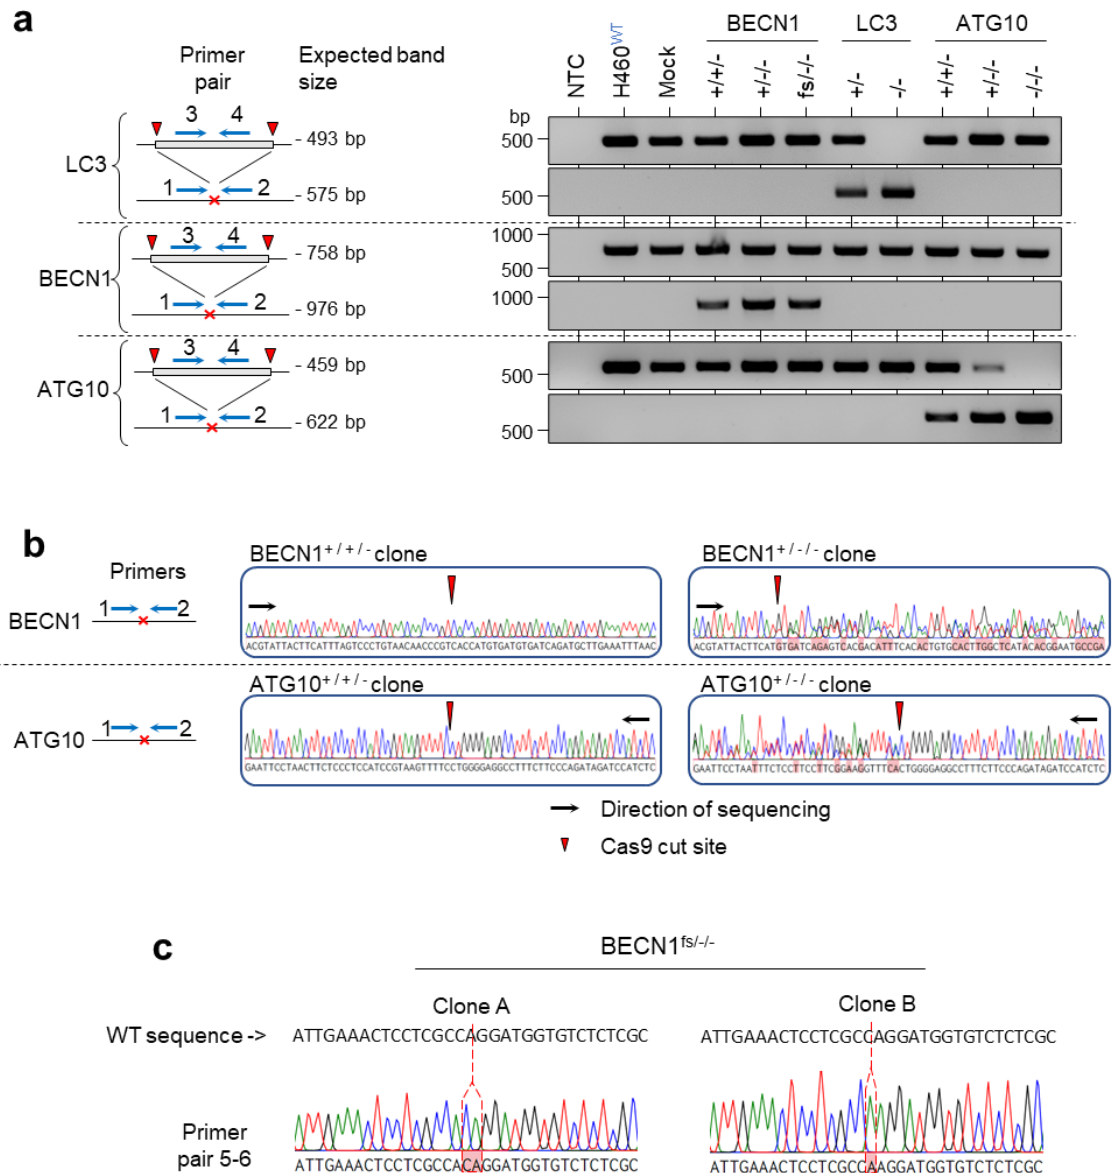 a
Primer
pair
Expected band
size
NTC
H460WT
Mock
BECN1
+/+/-
+/-/-
fs/-/-
LC3
+/-
-/-
ATG10
+/+/-
+/-/-
-/-/-
bp
LC3
3 4
- 493 bp
500
1 2
- 575 bp
500
BECN1
3 4
- 758 bp
1000
500
1 2
- 976 bp
1000
ATG10
3 4
- 459 bp
500
1 2
- 622 bp
500
b
Primers
BECN1
1 2
BECN1+/+/- clone
ACGTATTACTTCATTTAGTCCCTGTAACAACCCGTCACCATGTGATGTGATCAGATGCTTGAAATTTAAC
BECN1+/-/- clone
ACGTATTACTTCATGTGATCAGAGTCACGACATTTCACACTGTGCACTTGGCTCATACACGGAATGCCGA
ATG10
1 2
ATG10+/+/- clone
GAATTCCTAACTTCTCCCTCCATCCGTAAGTTTTCCTGGGGAGGCCTTTCTTCCCAGATAGATCCATCTC
ATG10+/-/- clone
GAATTCCTAATTTCTCCTTCCTTCGGAAGGTTTCACTGGGGAGGCCTTTCTTCCCAGATAGATCCATCTC
Direction of sequencing
Cas9 cut site
c
BECN1fs/-/-
Clone A
Clone B
WT sequence ->
ATTGAAACTCCTCGCCAGGATGGTGTCTCTCGC
ATTGAAACTCCTCGCCAGGATGGTGTCTCTCGC
Primer
pair 5-6
ATTGAAACTCCTCGCCACAGGATGGTGTCTCTCGC
ATTGAAACTCCTCGCGAAGGATGGTGTCTCTCGC